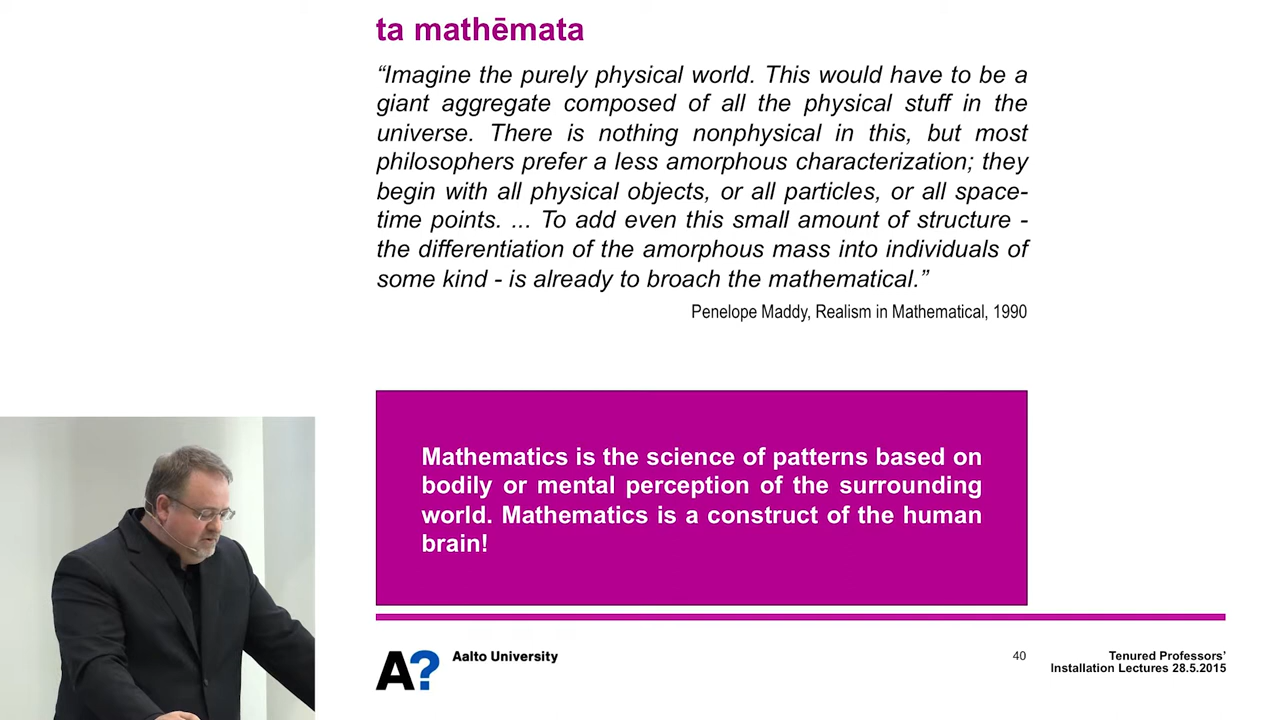 ta mathēmata
“Imagine the purely physical world. This would have to be a
giant aggregate composed of all the physical stuff in the
universe. There is nothing nonphysical in this, but most
philosophers prefer a less amorphous characterization; they
begin with all physical objects, or all particles, or all space-
time points. ... To add even this small amount of structure -
the differentiation of the amorphous mass into individuals of
some kind - is already to broach the mathematical.”
Penelope Maddy, Realism in Mathematical, 1990
Mathematics is the science of patterns based on
bodily or mental perception of the surrounding
world. Mathematics is a construct of the human
brain!
A? Aalto University
40
Tenured Professors’
Installation Lectures 28.5.2015